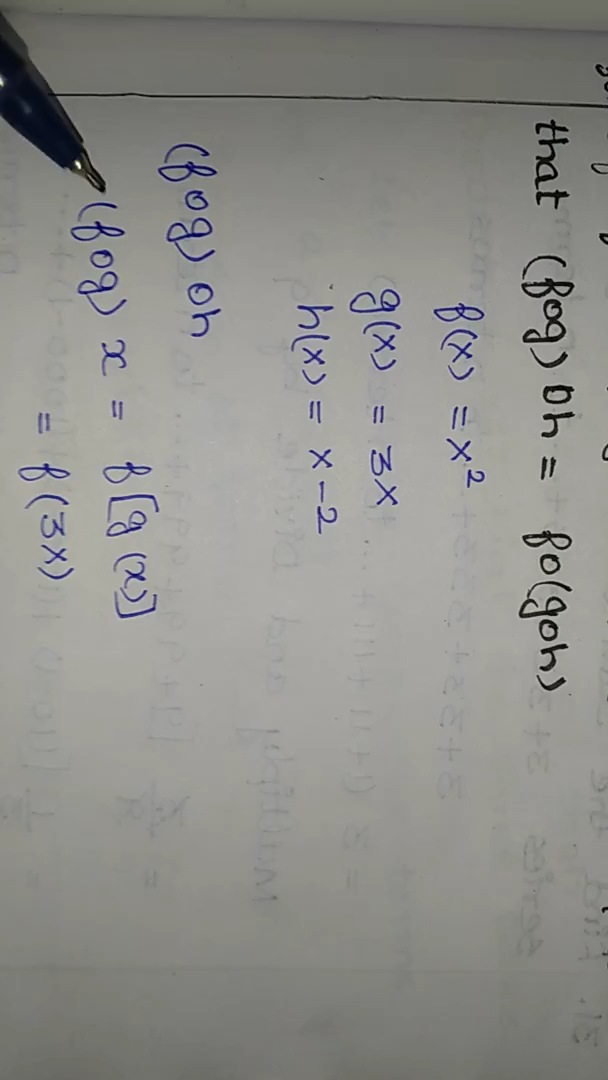 that (fog) oh = fo(goh)
f(x) = x²
g(x) = 3x
h(x) = x - 2
(fog) oh
(fog) x = f[g(x)]
= f(3x)